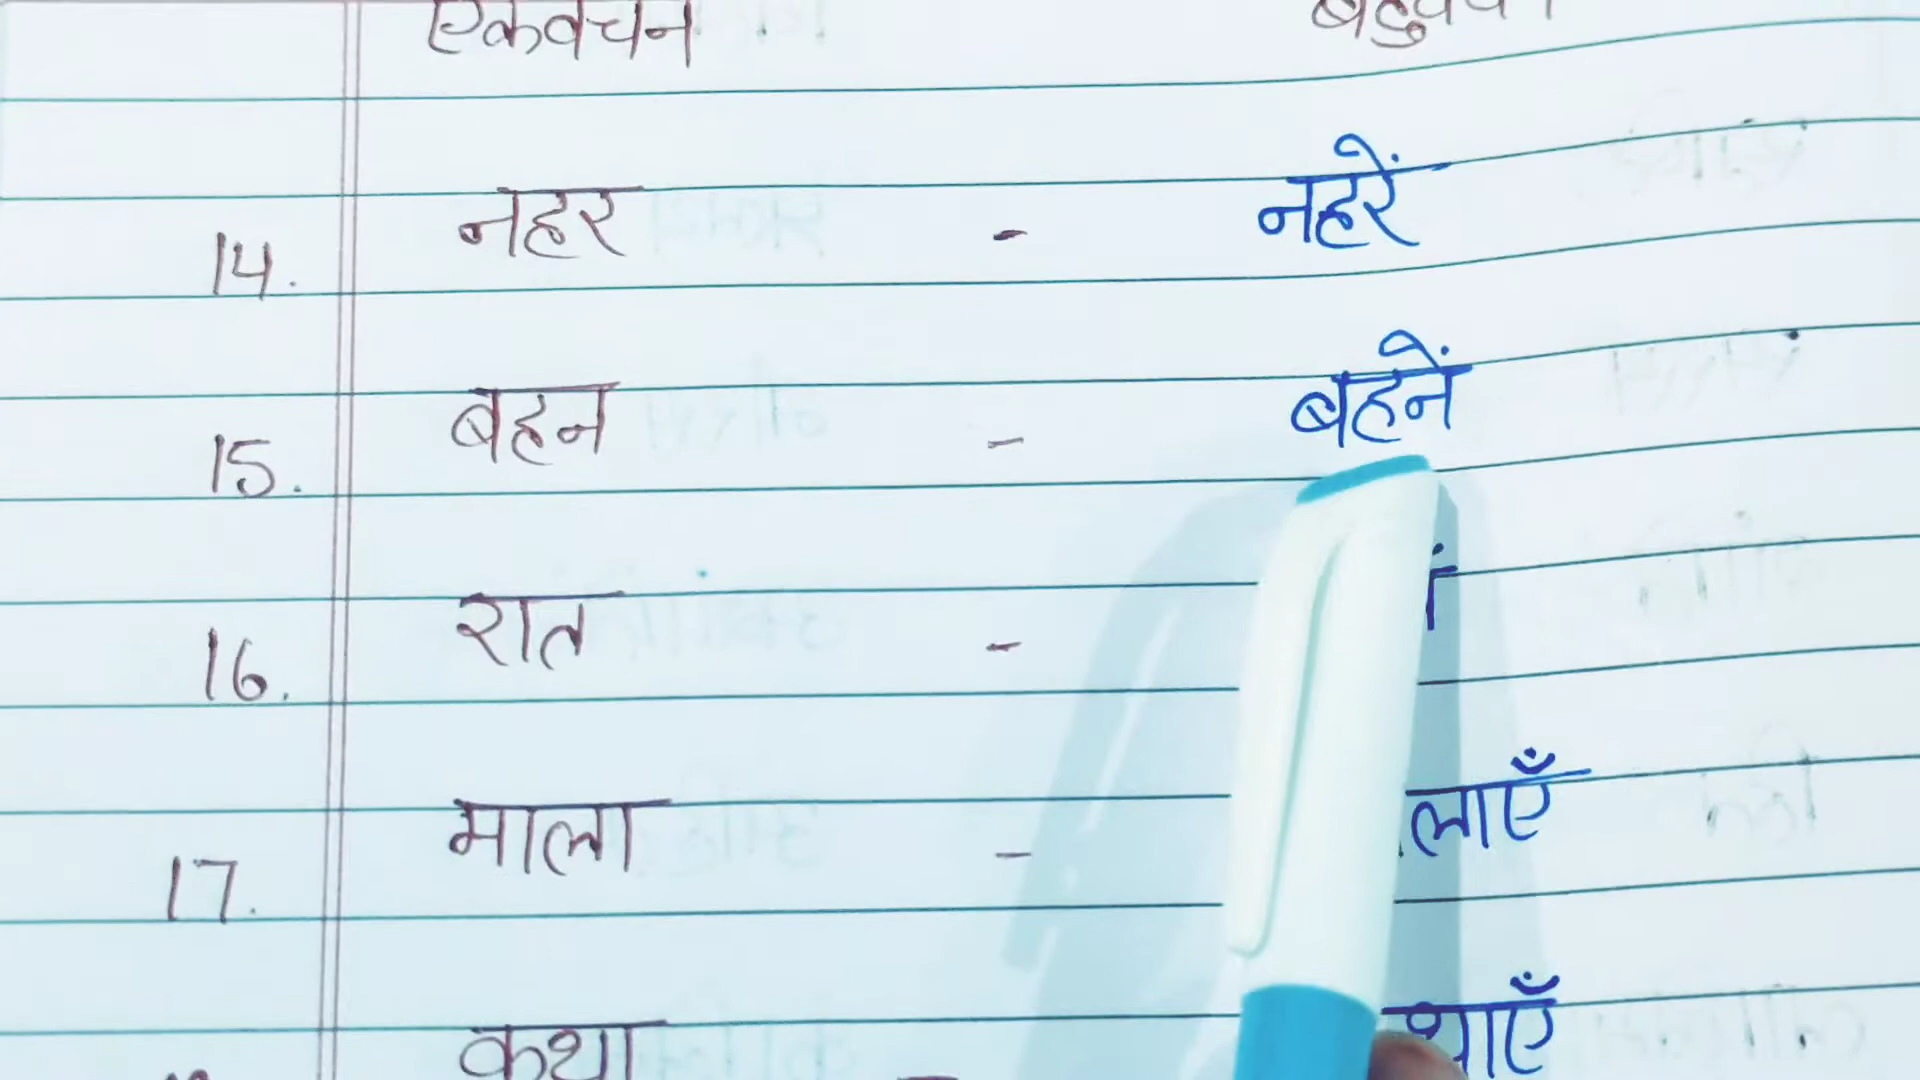 एकवचन
14. नहर - नहरें
15. बहन - बहनें
16. रात -
17. माला - लाएँ
कथा - थाएँ